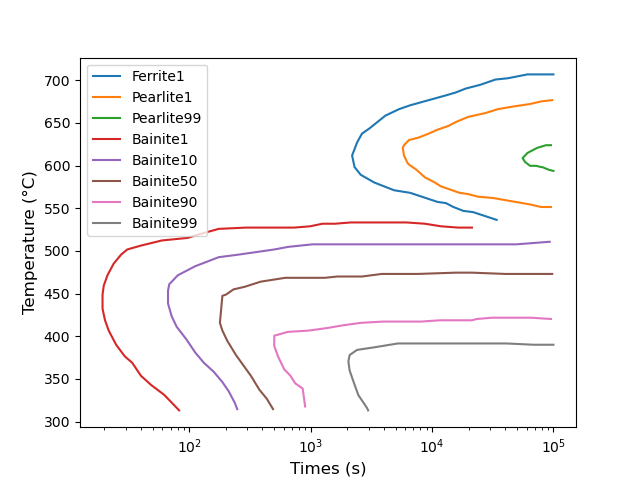 Ferrite1
Pearlite1
Pearlite99
Bainite1
Bainite10
Bainite50
Bainite90
Bainite99
Temperature (°C)
700
650
600
550
500
450
400
350
300
10²
10³
10⁴
10⁵
Times (s)